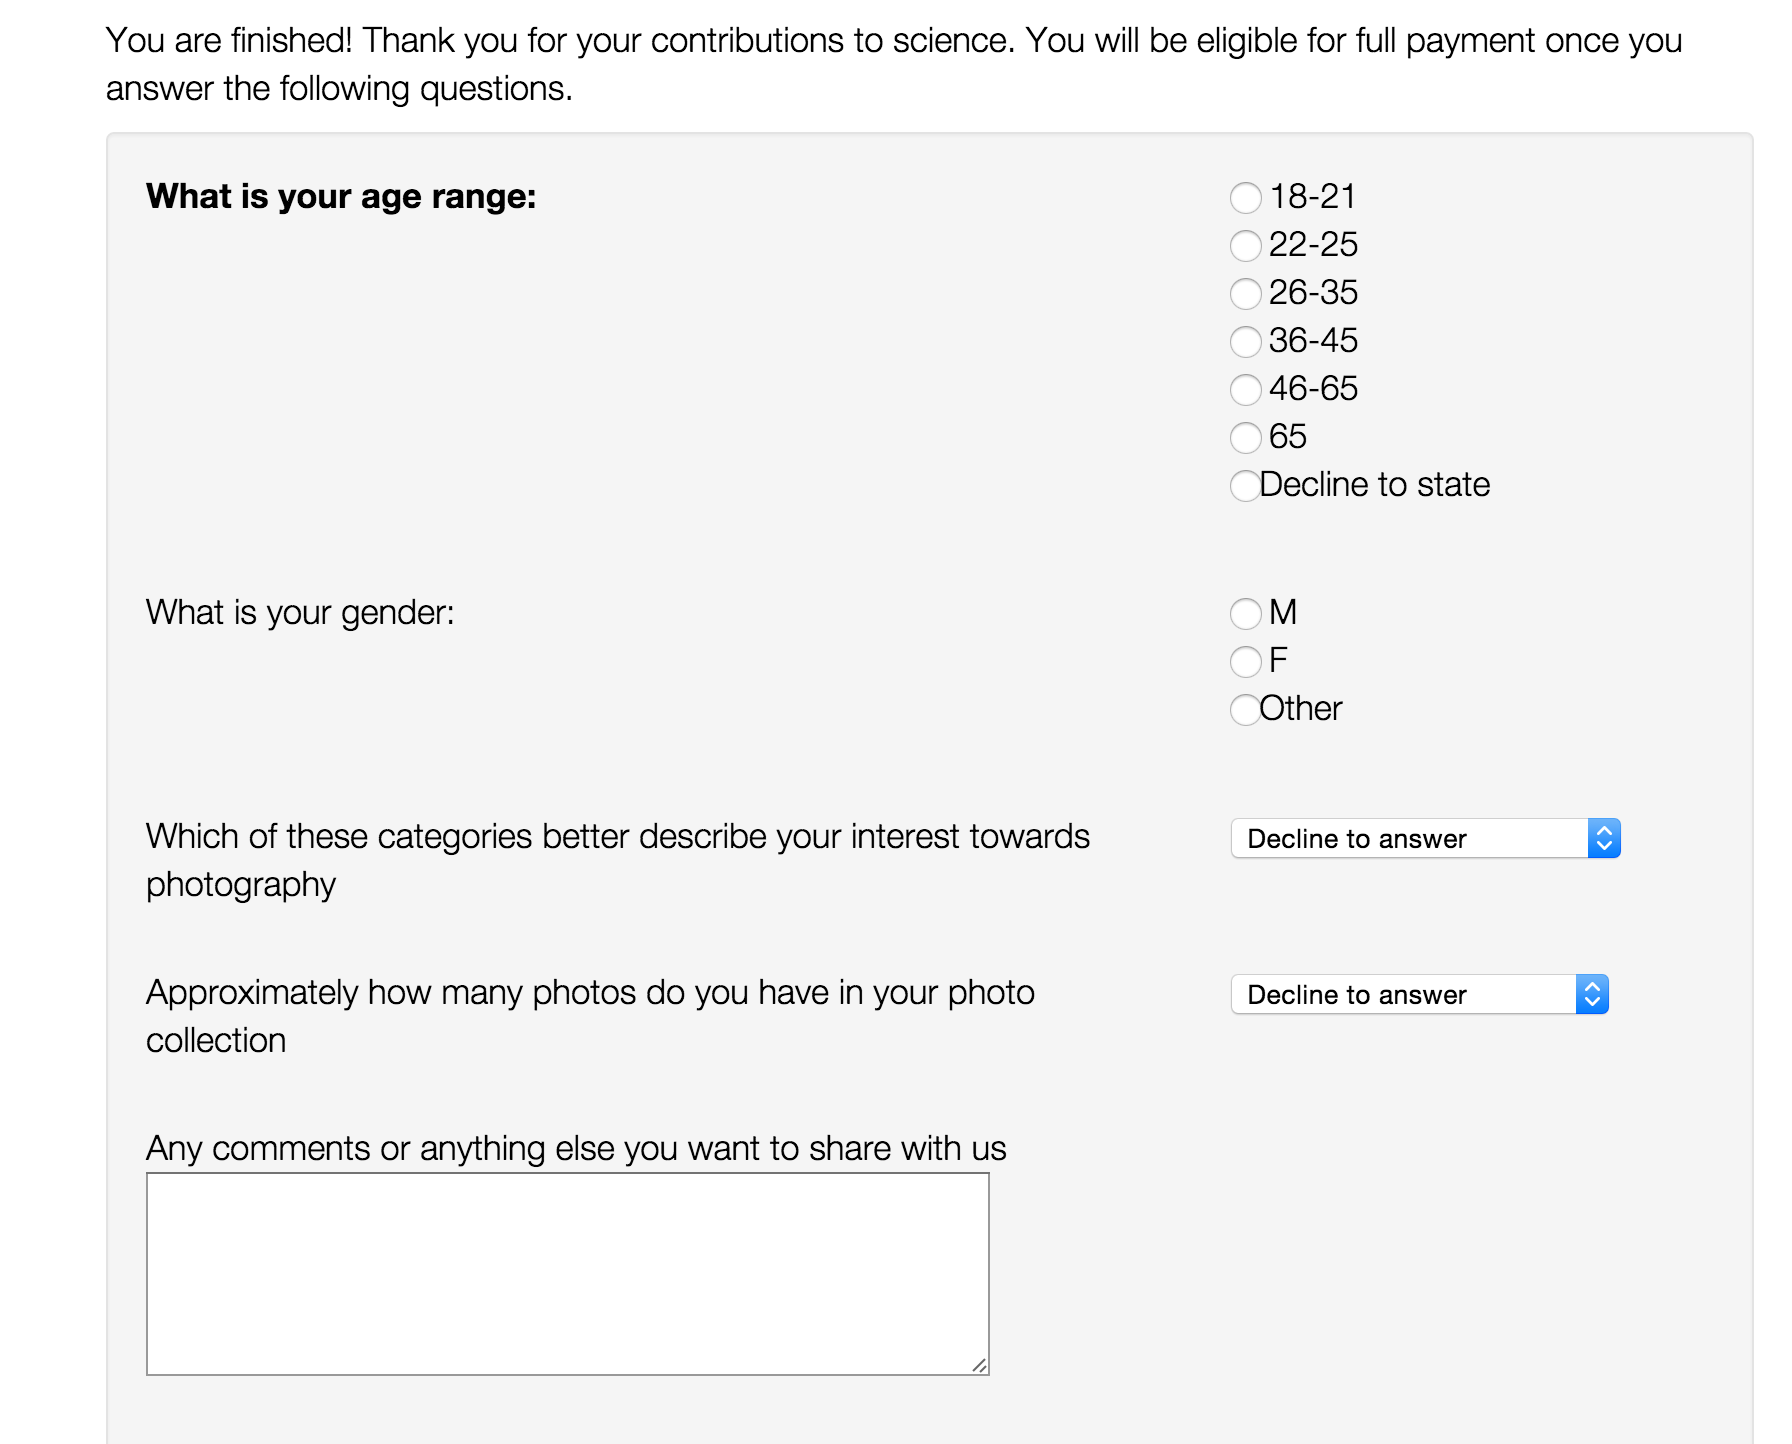 You are finished! Thank you for your contributions to science. You will be eligible for full payment once you
answer the following questions.
What is your age range:
18-21
22-25
26-35
36-45
46-65
65
Decline to state
What is your gender:
M
F
Other
Which of these categories better describe your interest towards
photography
Decline to answer
Approximately how many photos do you have in your photo
collection
Decline to answer
Any comments or anything else you want to share with us